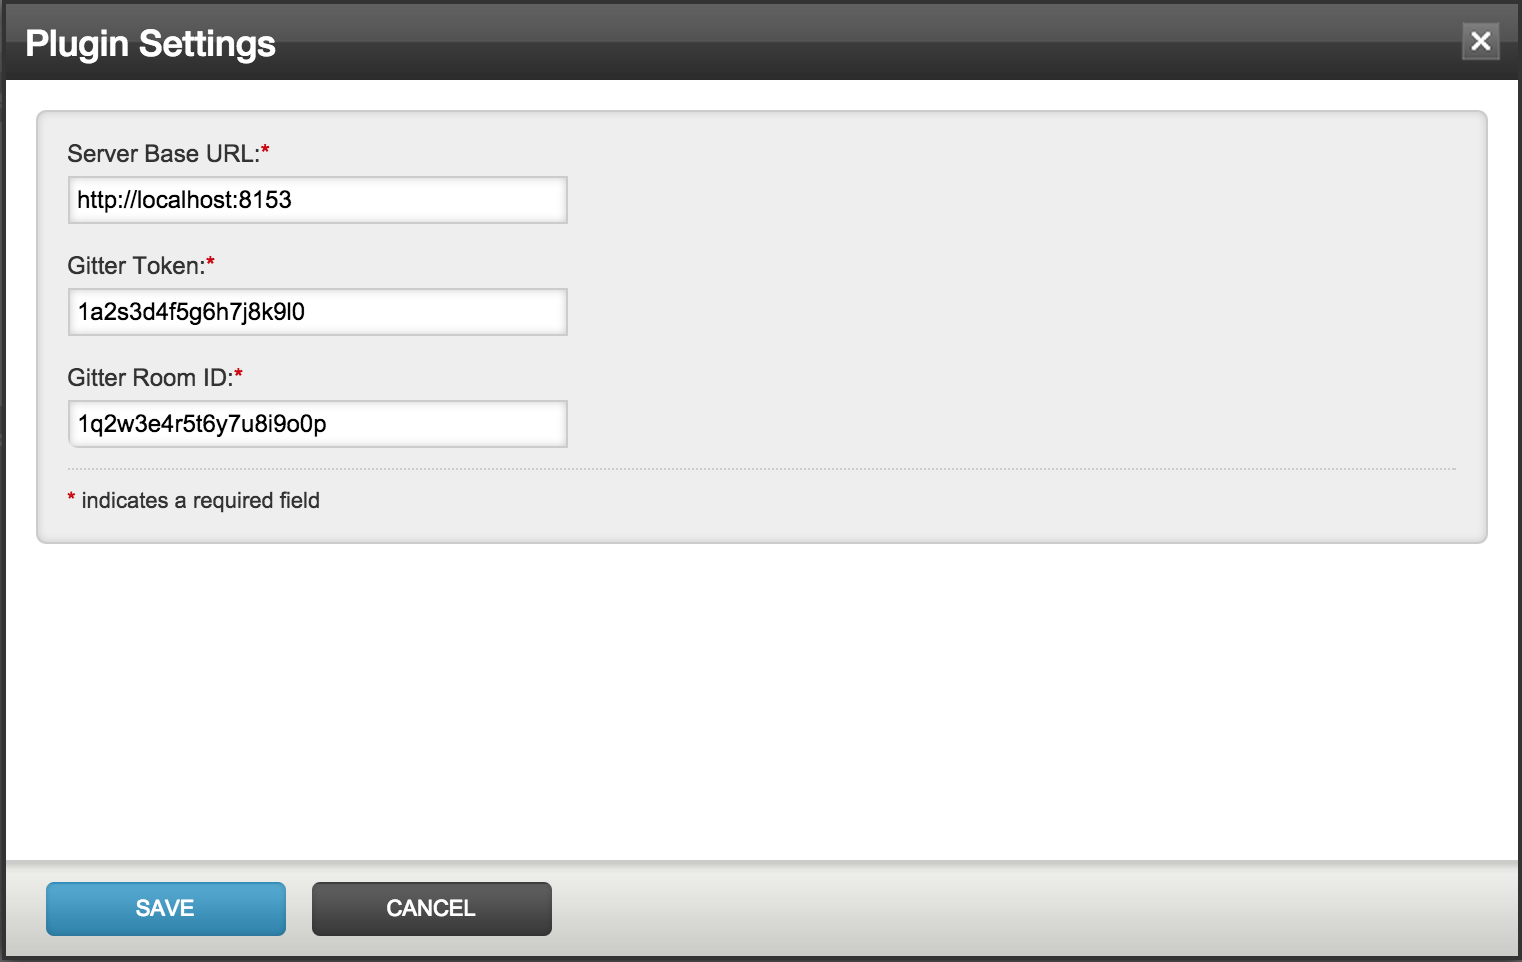 Plugin Settings
Server Base URL:*
http://localhost:8153
Gitter Token:*
1a2s3d4f5g6h7j8k9l0
Gitter Room ID:*
1q2w3e4r5t6y7u8i9o0p
* indicates a required field
SAVE CANCEL